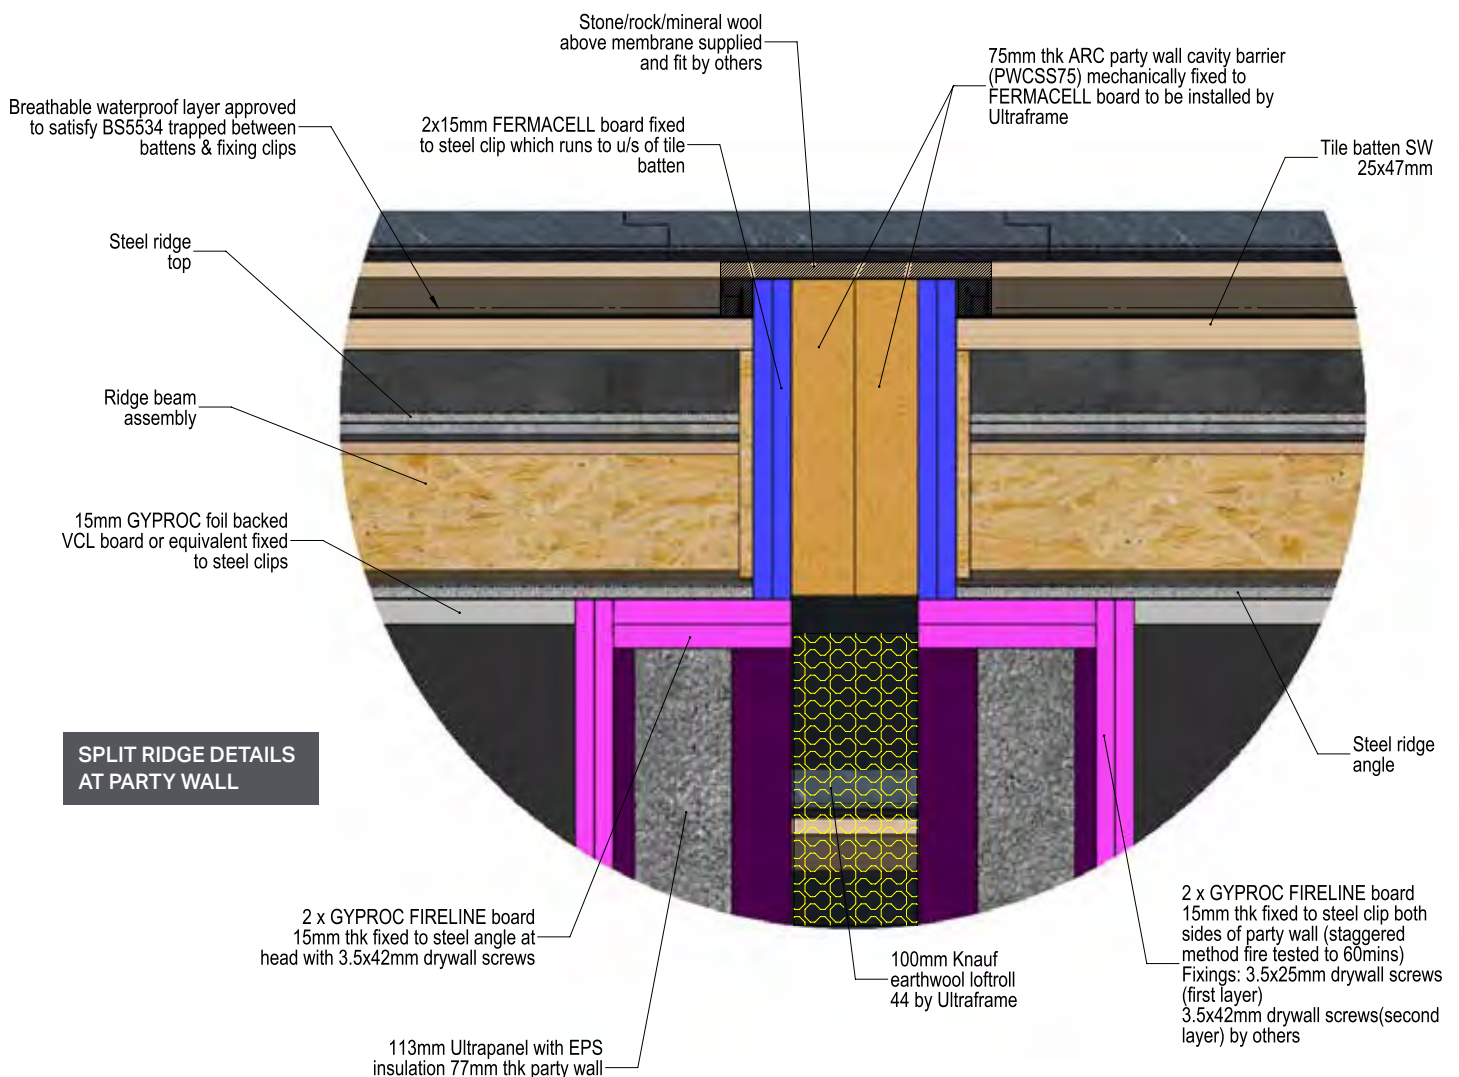 Stone/rock/mineral wool
above membrane supplied
and fit by others
75mm thk ARC party wall cavity barrier
(PWCSS75) mechanically fixed to
FERMACELL board to be installed by
Ultraframe
Breathable waterproof layer approved
to satisfy BS5534 trapped between
battens & fixing clips
2x15mm FERMACELL board fixed
to steel clip which runs to u/s of tile
batten
Tile batten SW
25x47mm
Steel ridge
top
Ridge beam
assembly
15mm GYPROC foil backed
VCL board or equivalent fixed
to steel clips
SPLIT RIDGE DETAILS
AT PARTY WALL
Steel ridge
angle
2 x GYPROC FIRELINE board
15mm thk fixed to steel angle at
head with 3.5x42mm drywall screws
100mm Knauf
earthwool loftroll
44 by Ultraframe
2 x GYPROC FIRELINE board
15mm thk fixed to steel clip both
sides of party wall (staggered
method fire tested to 60mins)
Fixings: 3.5x25mm drywall screws
(first layer)
3.5x42mm drywall screws(second
layer) by others
113mm Ultrapanel with EPS
insulation 77mm thk party wall